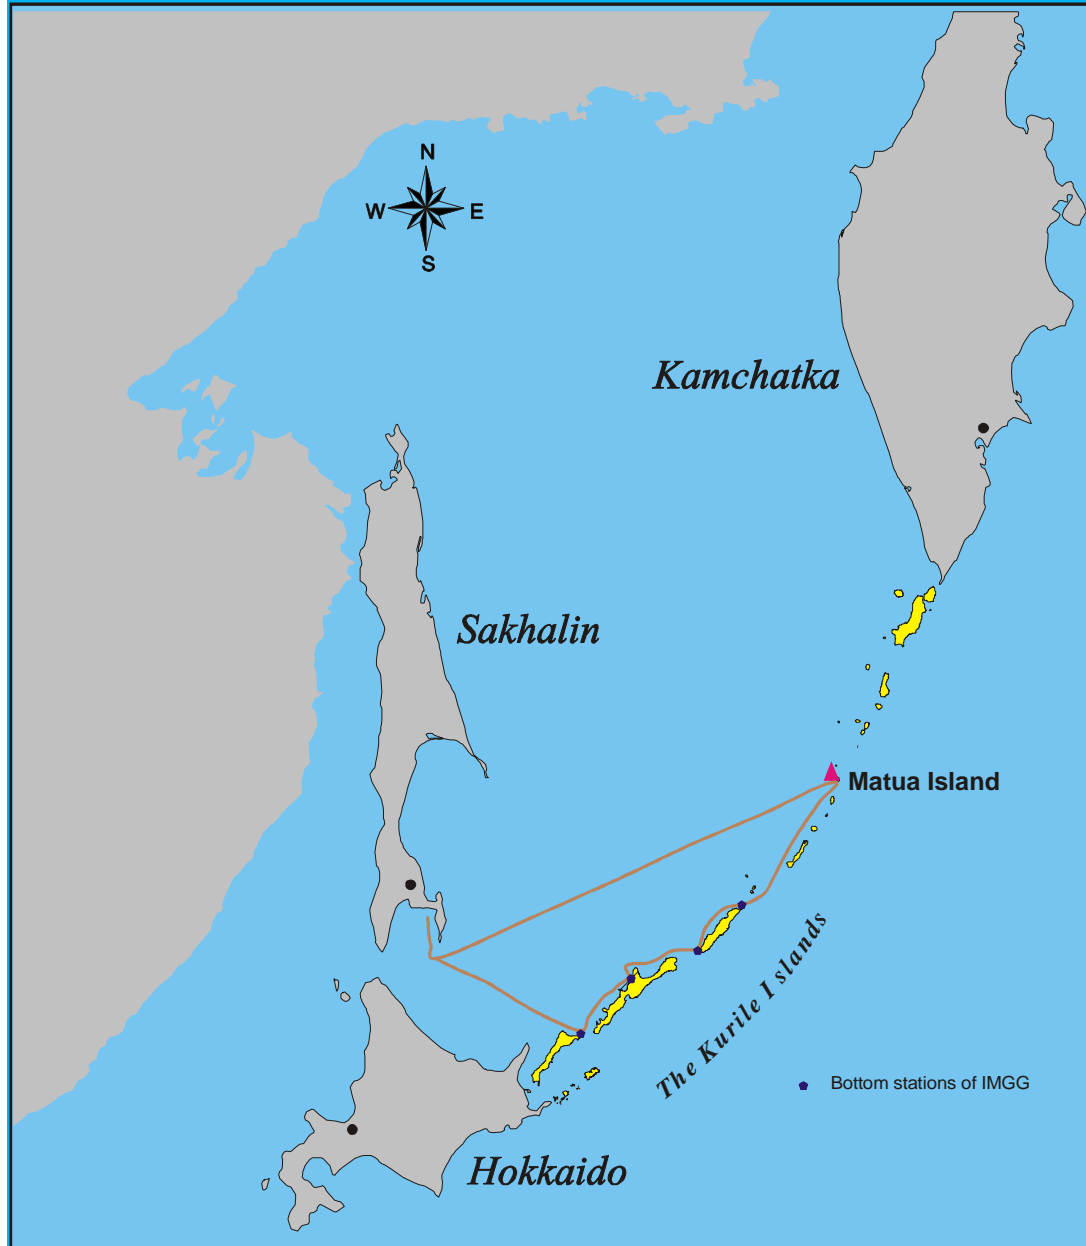 N
W E
S
Kamchatka
Sakhalin
Matua Island
The Kurile Islands
Bottom stations of IMGG
Hokkaido